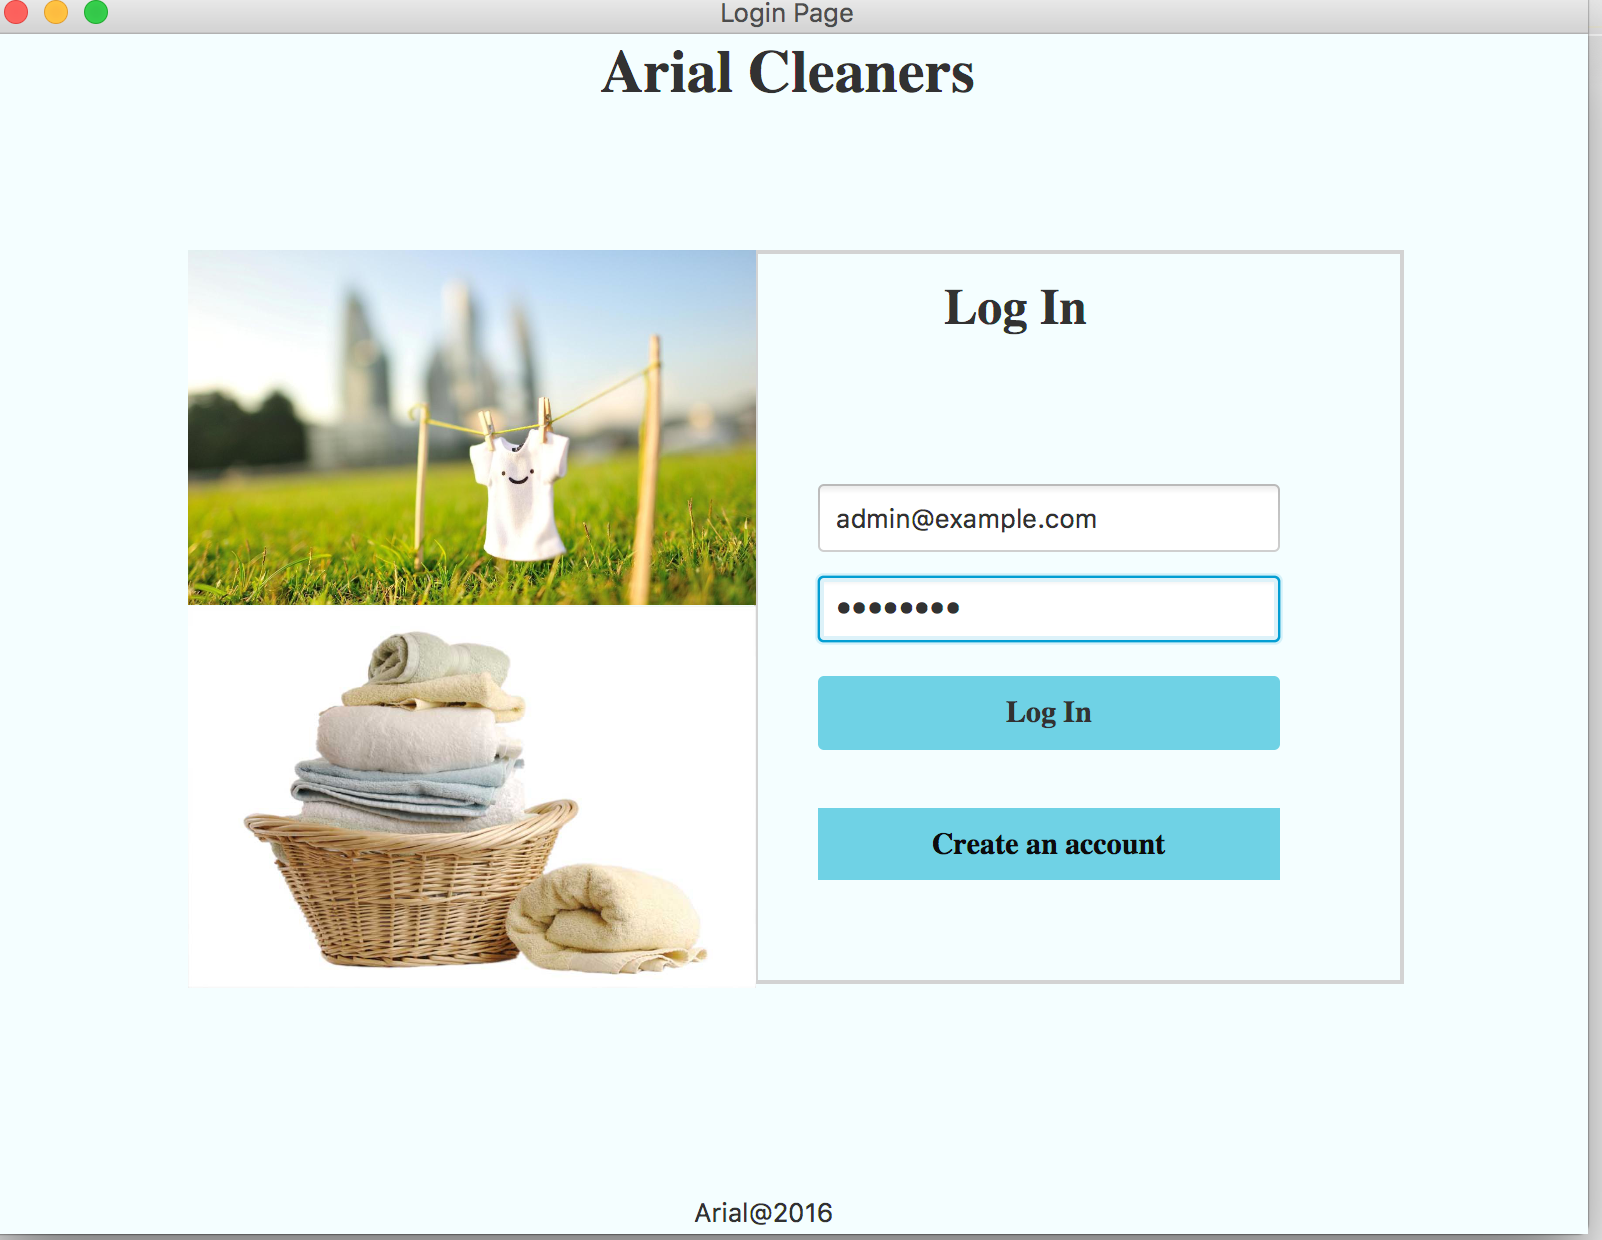 Login Page
Arial Cleaners
Log In
admin@example.com
••••••••
Log In
Create an account
Arial@2016